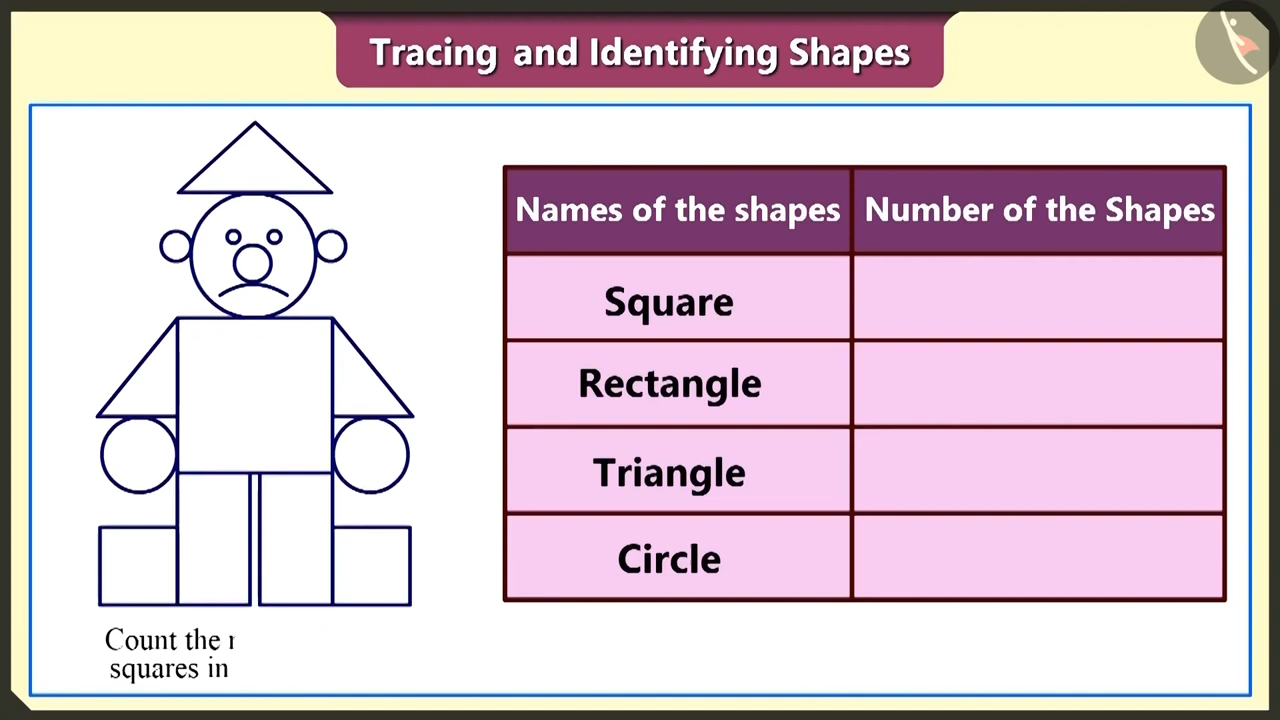 Tracing and Identifying Shapes
Names of the shapes Number of the Shapes
Square
Rectangle
Triangle
Circle
Count the
squares in